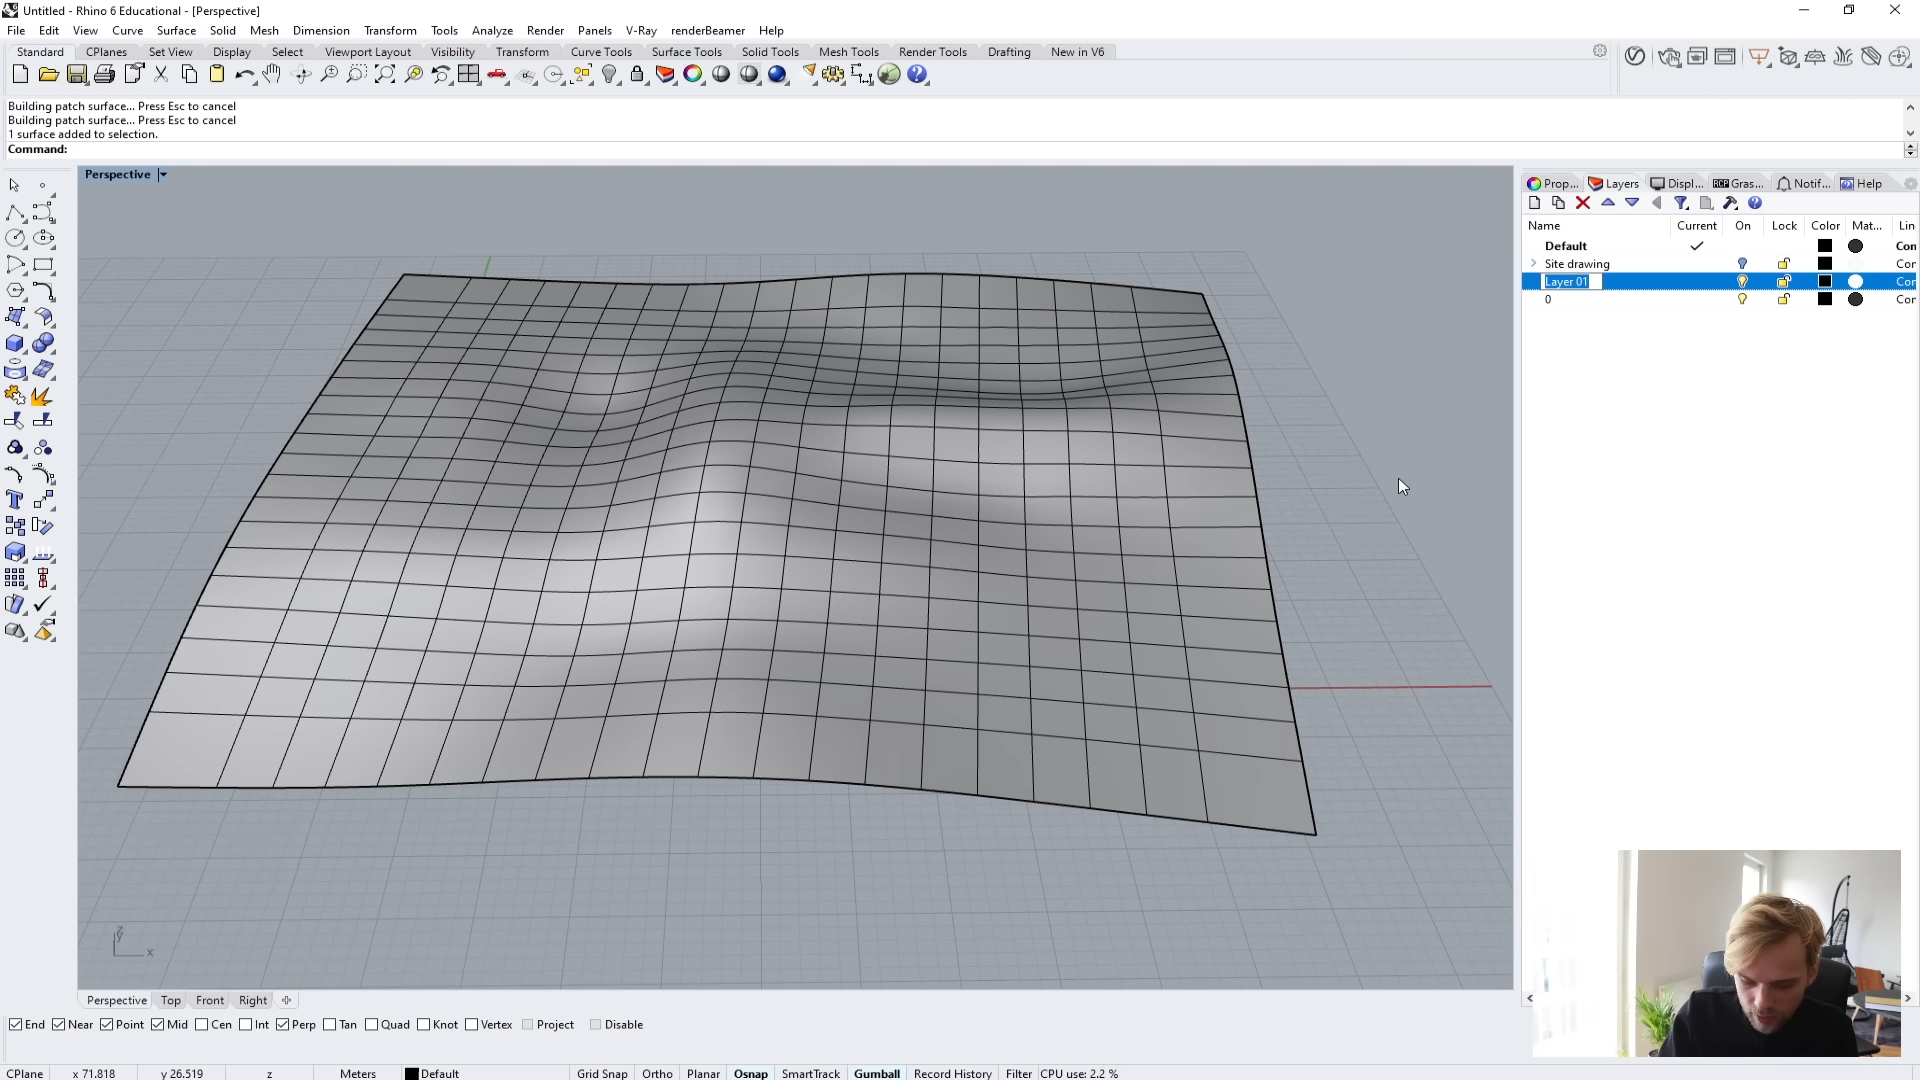 Untitled - Rhino 6 Educational - [Perspective]
File Edit View Curve Surface Solid Mesh Dimension Transform Tools Analyze Render Panels V-Ray renderBeamer Help
Standard CPlanes Set View Display Select Viewport Layout Visibility Transform Curve Tools Surface Tools Solid Tools Mesh Tools Render Tools Drafting New in V6
Building patch surface... Press Esc to cancel
Building patch surface... Press Esc to cancel
1 surface added to selection.
Command:
Perspective
Prop... Layers Displ... Gras... Notif... Help
Name Current On Lock Color Mat... Lin
Default Con
Site drawing Cor
Layer 01 Cor
0 Cor
z
y
x
Perspective Top Front Right
End Near Point Mid Cen Int Perp Tan Quad Knot Vertex Project Disable
CPlane x 71.818 y 26.519 z Meters Default Grid Snap Ortho Planar Osnap SmartTrack Gumball Record History Filter CPU use: 2.2 %